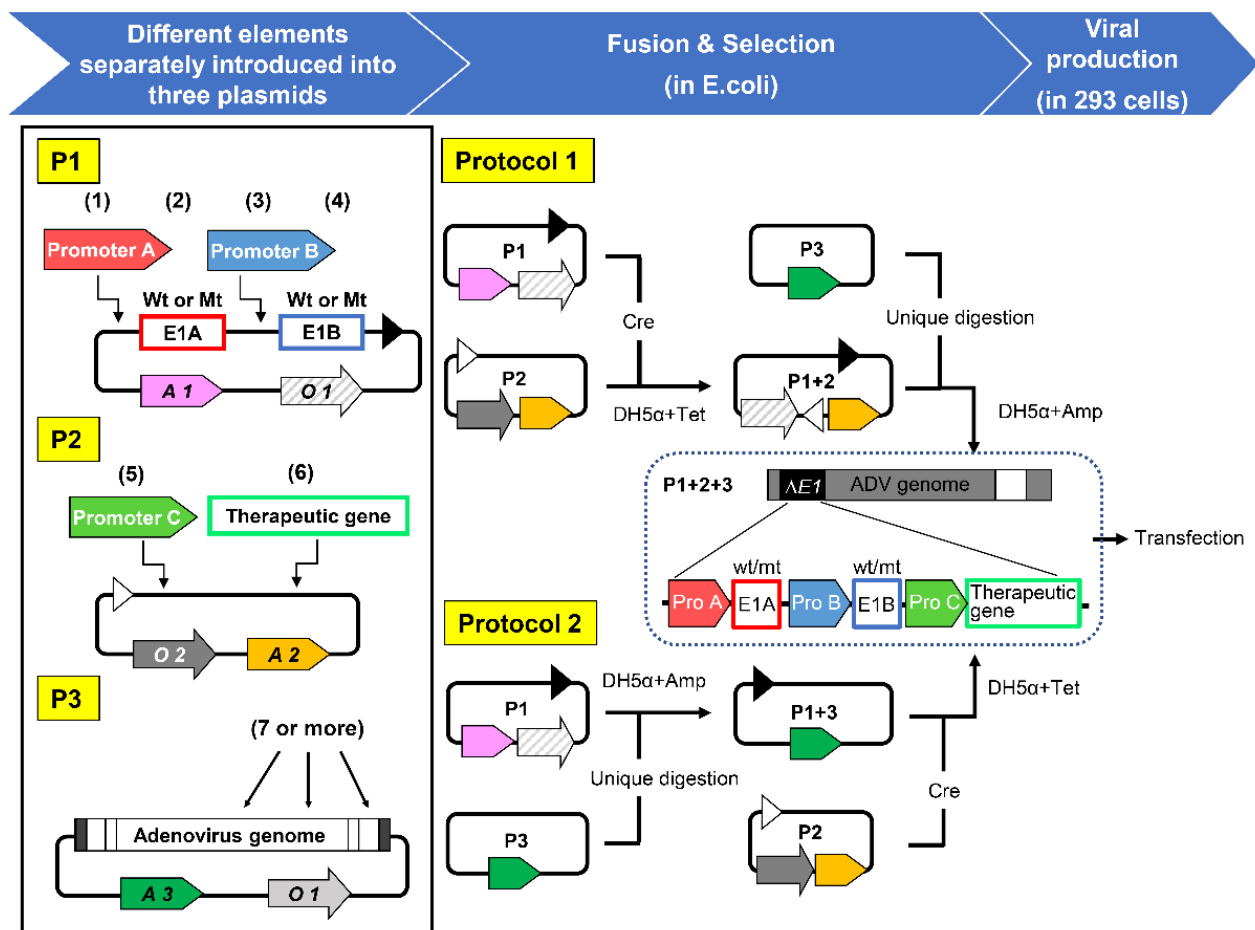 Different elements
separately introduced into
three plasmids
Fusion & Selection
(in E.coli)
Viral
production
(in 293 cells)
P1
(1)
(2)
(3)
(4)
Promoter A
Promoter B
Wt or Mt
Wt or Mt
E1A
E1B
A 1
O 1
P2
(5)
(6)
Promoter C
Therapeutic gene
O 2
A 2
P3
(7 or more)
Adenovirus genome
A 3
O 1
Protocol 1
P1
P3
Cre
Unique digestion
P2
P1+2
DH5α+Tet
DH5α+Amp
P1+2+3
ΔE1
ADV genome
Transfection
wt/mt
wt/mt
Pro A
E1A
Pro B
E1B
Pro C
Therapeutic
gene
Protocol 2
DH5α+Amp
DH5α+Tet
P1
P1+3
Unique digestion
Cre
P3
P2